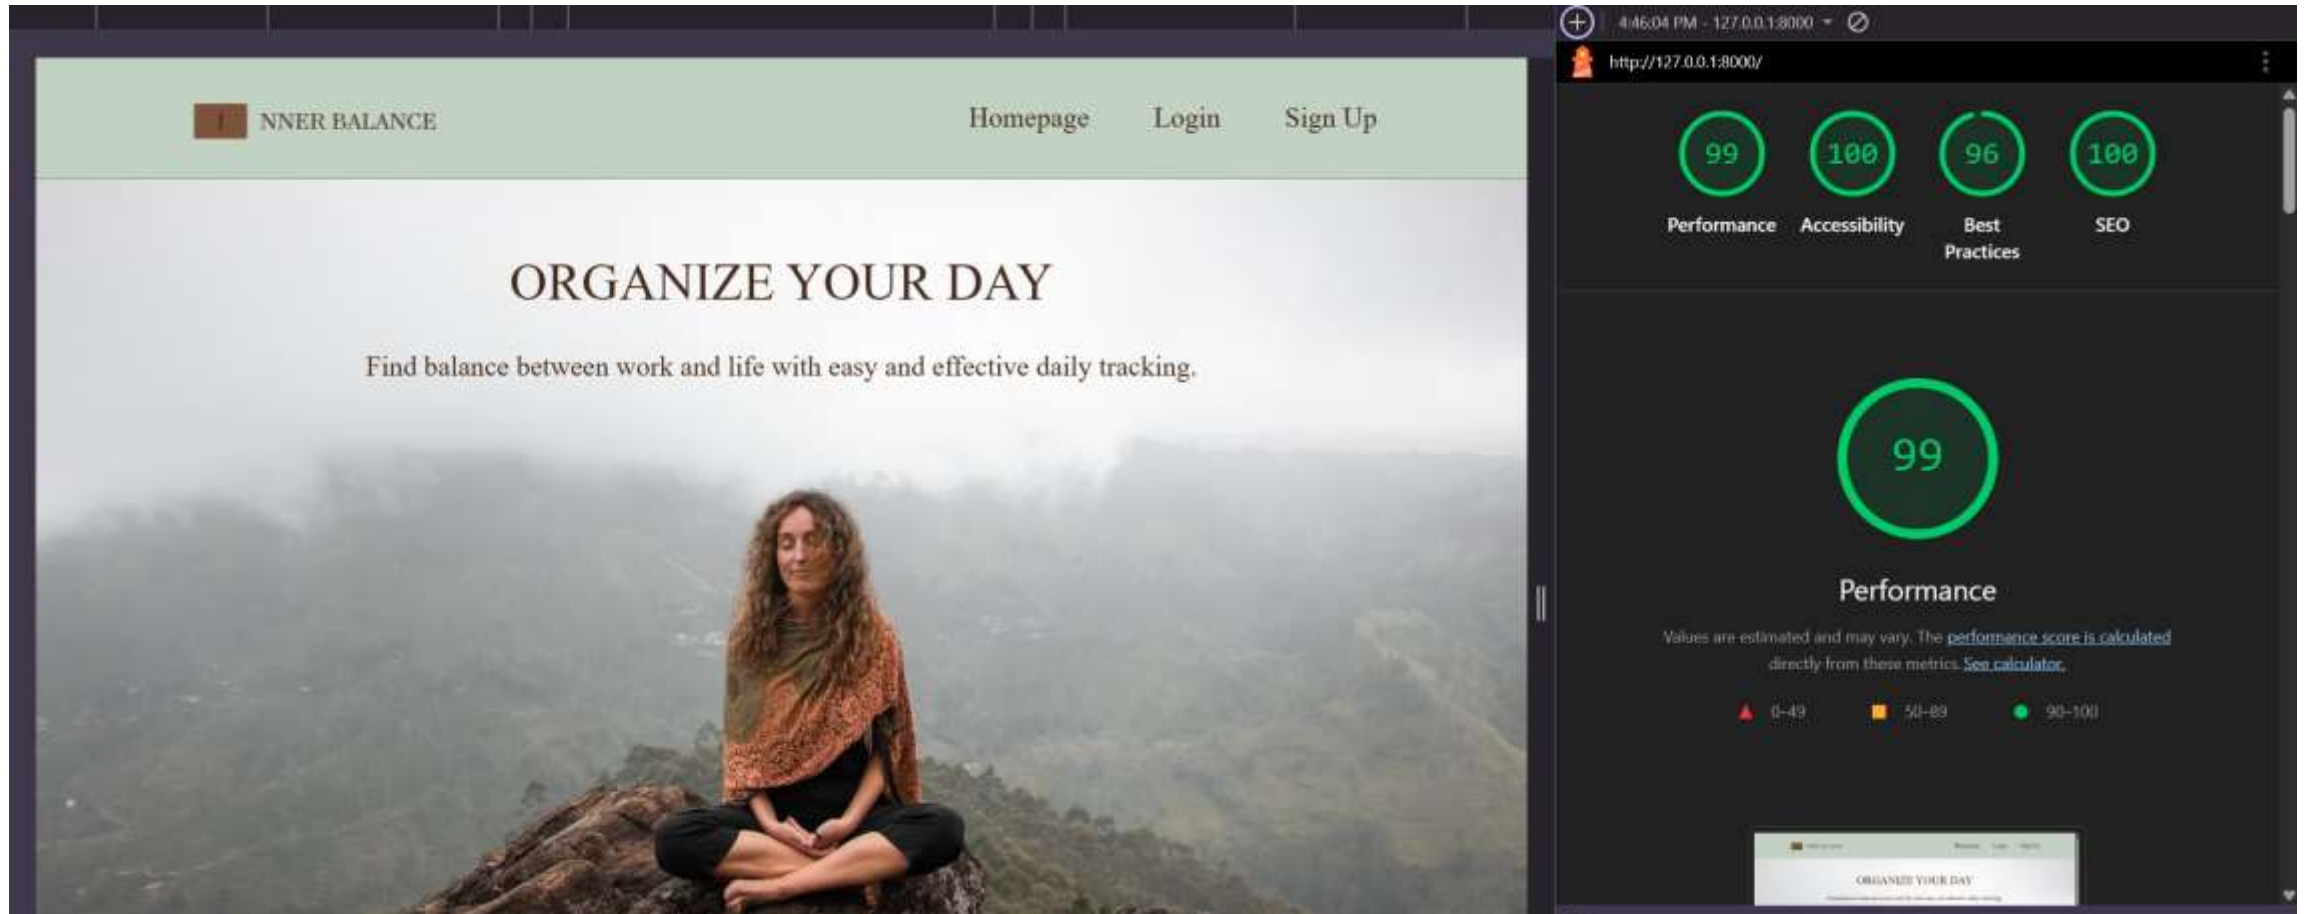 I NNER BALANCE
Homepage Login Sign Up
ORGANIZE YOUR DAY
Find balance between work and life with easy and effective daily tracking.
4:46:04 PM - 127.0.0.1:8000
http://127.0.0.1:8000/
99 100 96 100
Performance Accessibility Best Practices SEO
99
Performance
Values are estimated and may vary. The performance score is calculated
directly from these metrics. See calculator.
0–49 50–89 90–100
ORGANIZE YOUR DAY